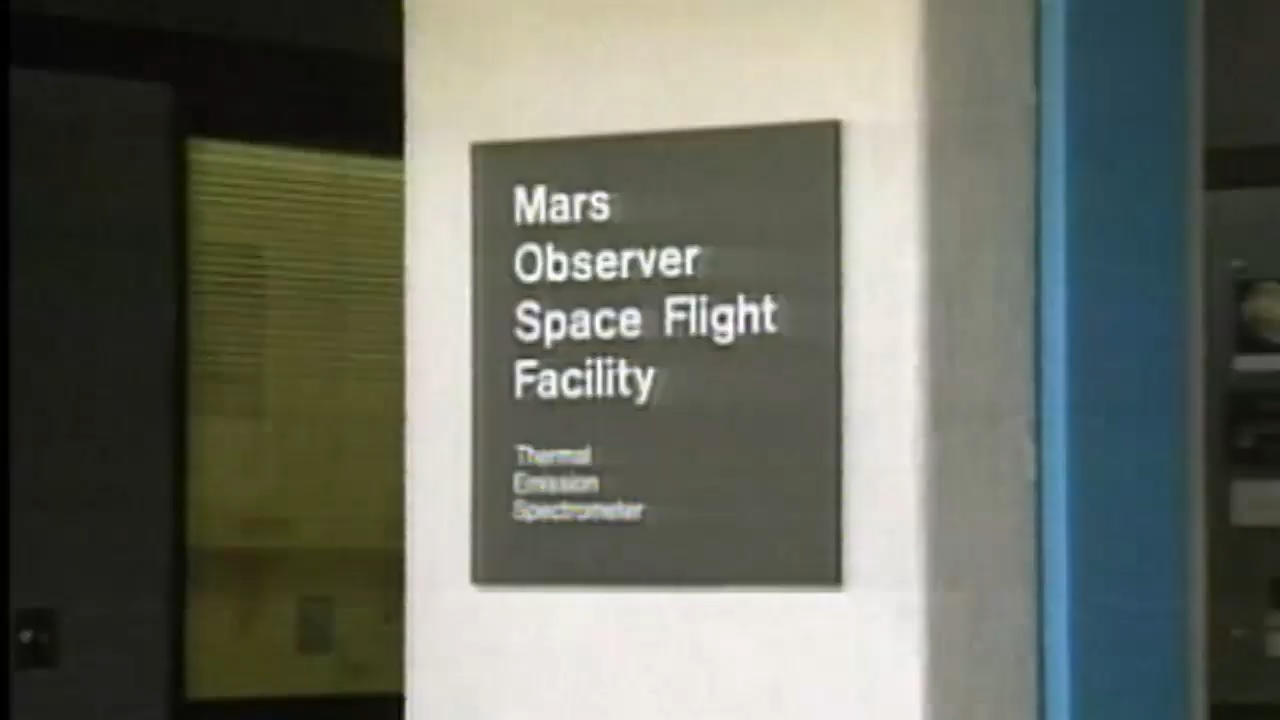 Mars
Observer
Space Flight
Facility
Thermal
Emission
Spectrometer